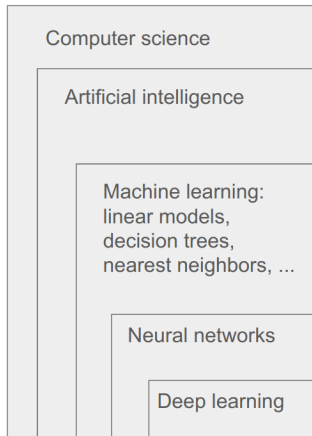 Computer science
Artificial intelligence
Machine learning:
linear models,
decision trees,
nearest neighbors, ...
Neural networks
Deep learning